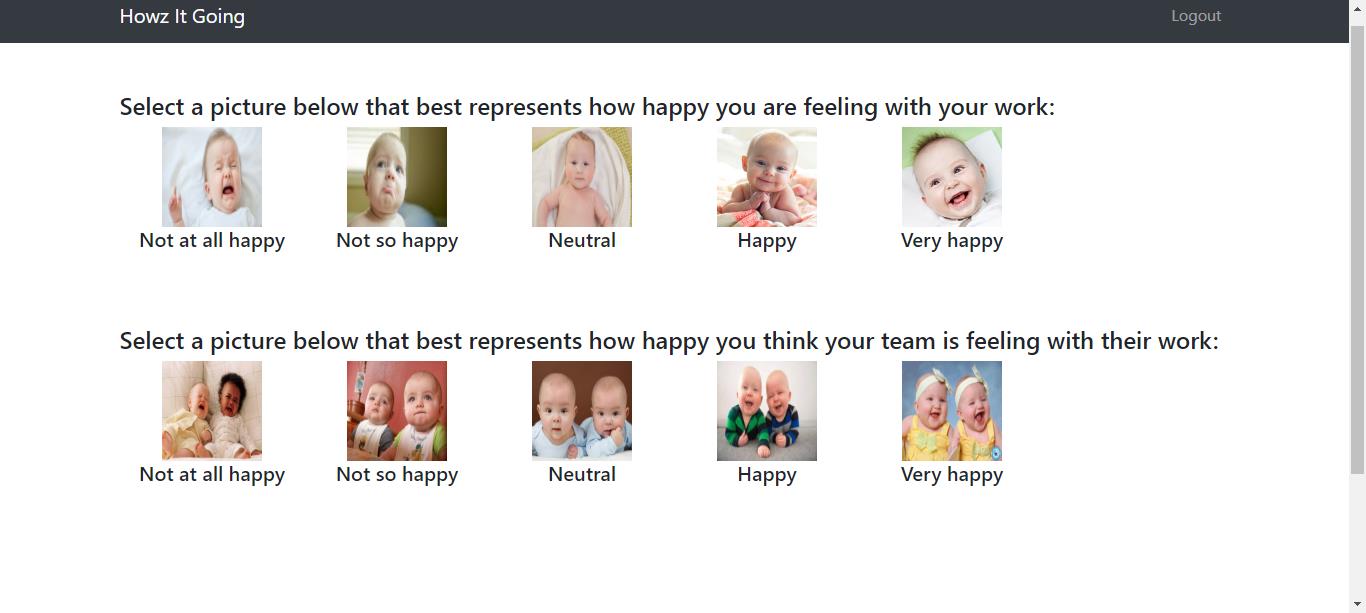 Howz It Going
Logout
Select a picture below that best represents how happy you are feeling with your work:
Not at all happy
Not so happy
Neutral
Happy
Very happy
Select a picture below that best represents how happy you think your team is feeling with their work:
Not at all happy
Not so happy
Neutral
Happy
Very happy